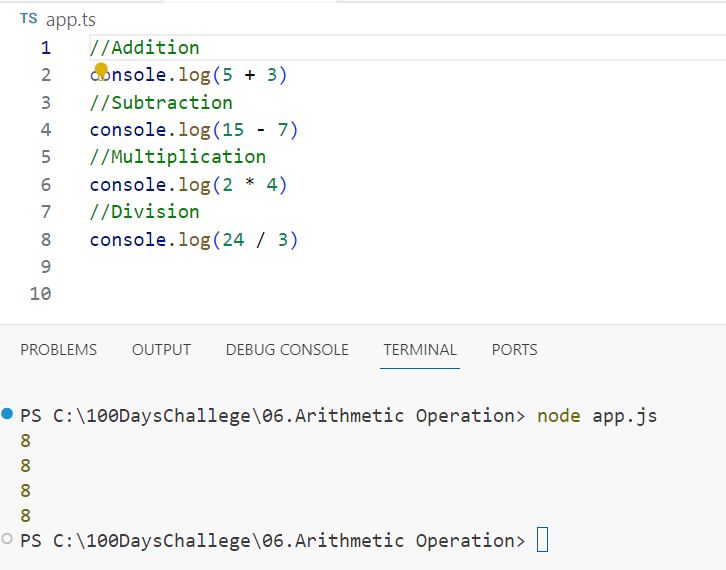 TS app.ts
1 //Addition
2 console.log(5 + 3)
3 //Subtraction
4 console.log(15 - 7)
5 //Multiplication
6 console.log(2 * 4)
7 //Division
8 console.log(24 / 3)
9
10
PROBLEMS OUTPUT DEBUG CONSOLE TERMINAL PORTS
PS C:\100DaysChallege\06.Arithmetic Operation> node app.js
8
8
8
8
PS C:\100DaysChallege\06.Arithmetic Operation>